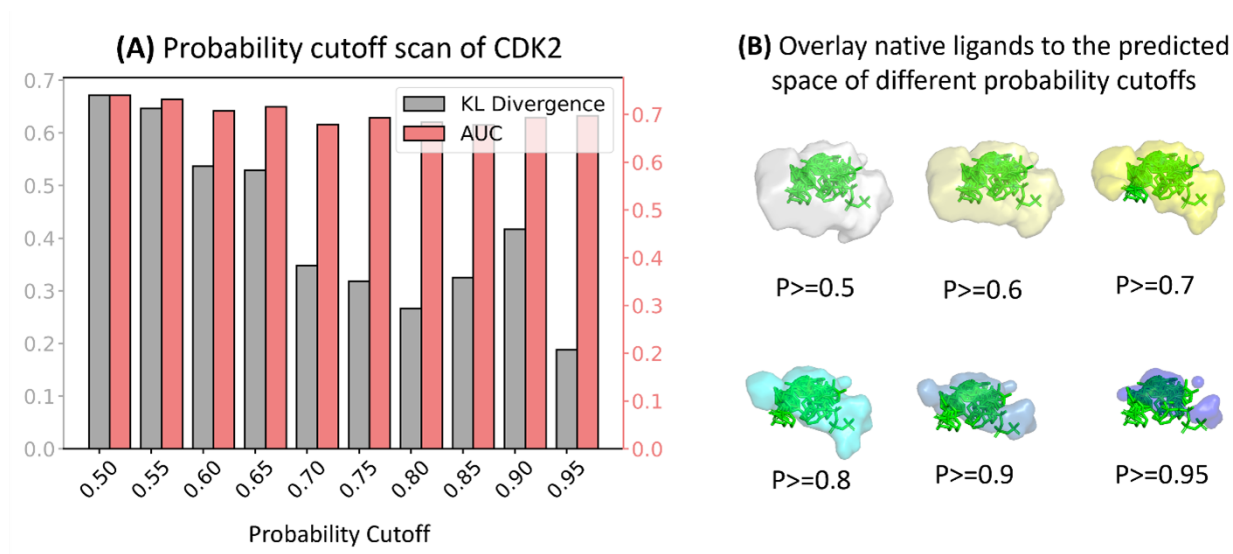 (A) Probability cutoff scan of CDK2
0.7
0.6
0.5
0.4
0.3
0.2
0.1
0.0
KL Divergence
AUC
0.7
0.6
0.5
0.4
0.3
0.2
0.1
0.0
0.50 0.55 0.60 0.65 0.70 0.75 0.80 0.85 0.90 0.95
Probability Cutoff
(B) Overlay native ligands to the predicted
space of different probability cutoffs
P>=0.5 P>=0.6 P>=0.7
P>=0.8 P>=0.9 P>=0.95